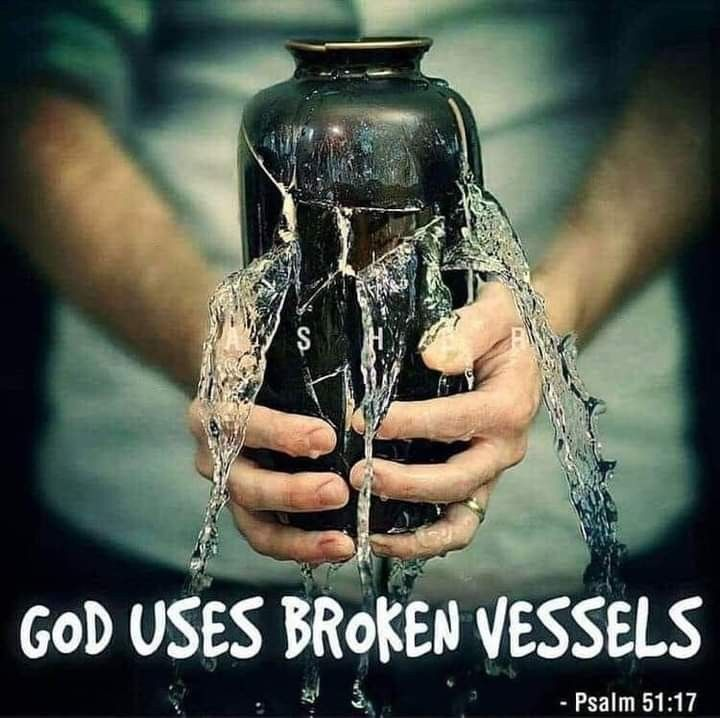 A S H E R
GOD USES BROKEN VESSELS
- Psalm 51:17